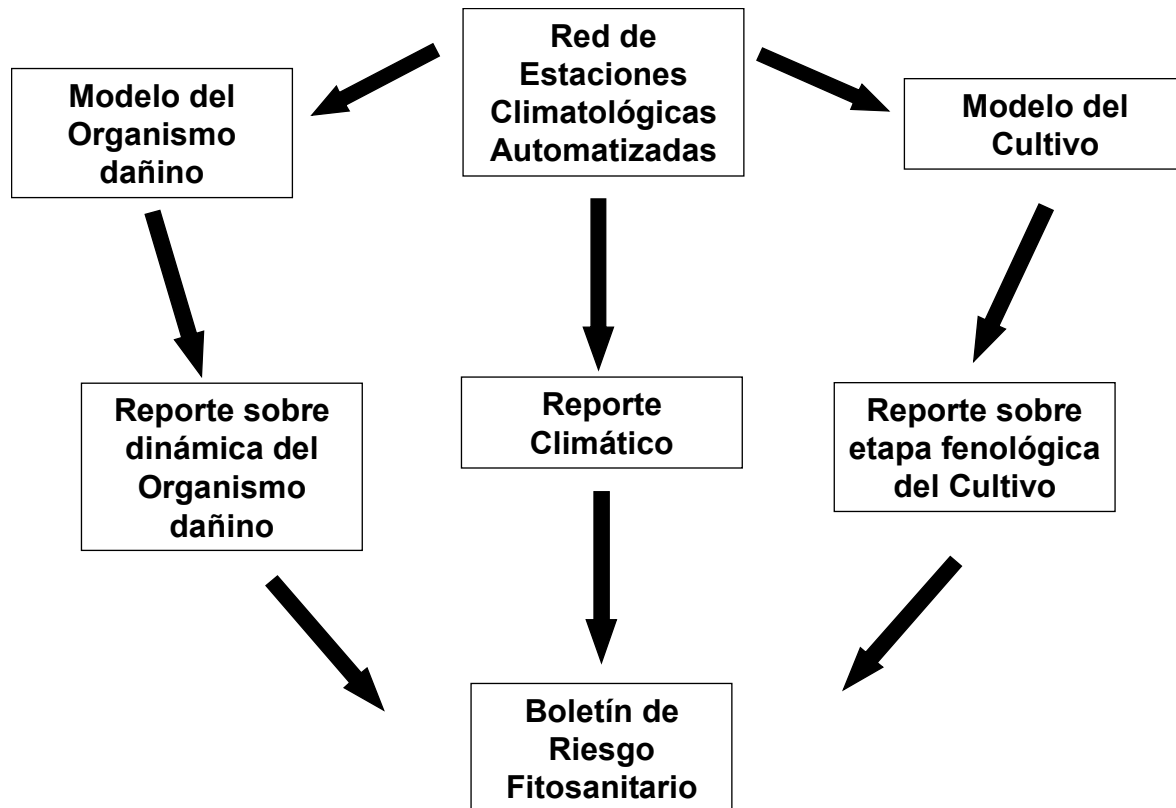 Red de
Estaciones
Climatológicas
Automatizadas
Modelo del
Organismo
dañino
Modelo del
Cultivo
Reporte sobre
dinámica del
Organismo
dañino
Reporte
Climático
Reporte sobre
etapa fenológica
del Cultivo
Boletín de
Riesgo
Fitosanitario